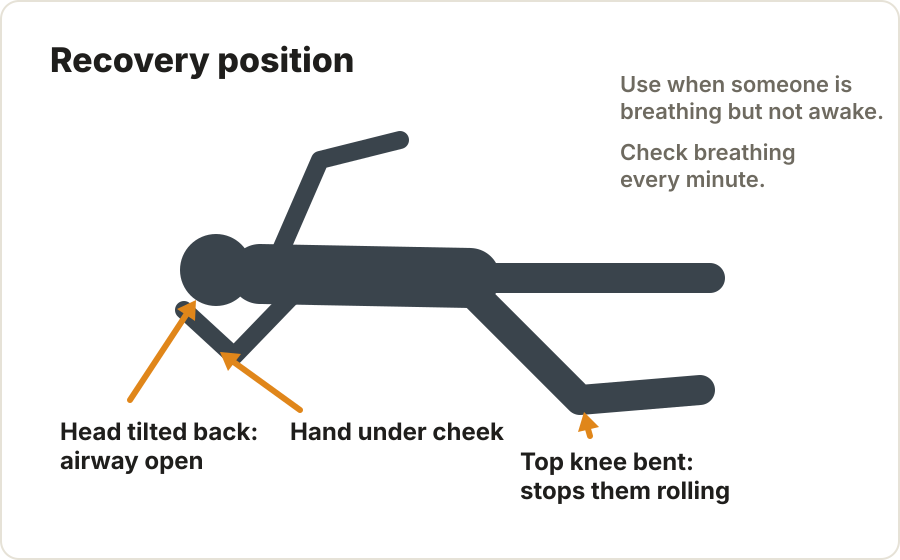 Recovery position
Use when someone is
breathing but not awake.
Check breathing
every minute.
Head tilted back:
airway open
Hand under cheek
Top knee bent:
stops them rolling